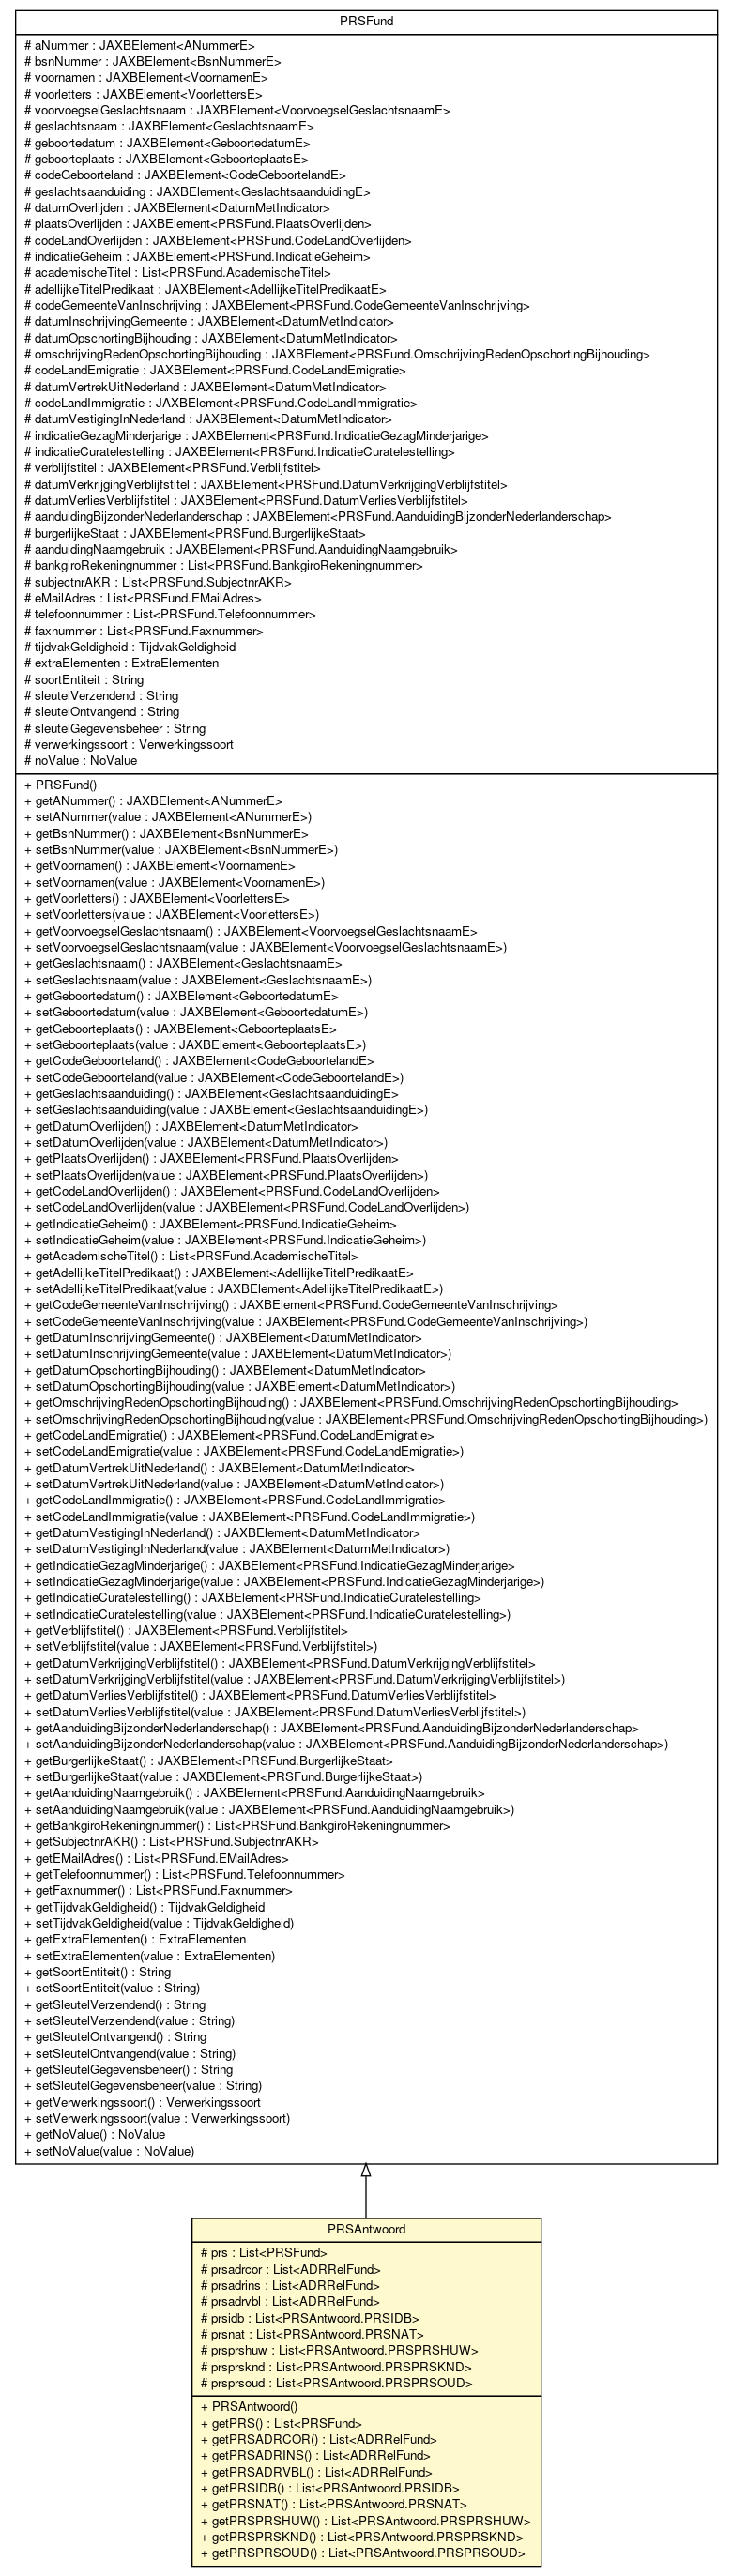 PRSFund
# aNummer : JAXBElement<ANummerE>
# bsnNummer : JAXBElement<BsnNummerE>
# voornamen : JAXBElement<VoornamenE>
# voorletters : JAXBElement<VoorlettersE>
# voorvoegselGeslachtsnaam : JAXBElement<VoorvoegselGeslachtsnaamE>
# geslachtsnaam : JAXBElement<GeslachtsnaamE>
# geboortedatum : JAXBElement<GeboortedatumE>
# geboorteplaats : JAXBElement<GeboorteplaatsE>
# codeGeboorteland : JAXBElement<CodeGeboortelandE>
# geslachtsaanduiding : JAXBElement<GeslachtsaanduidingE>
# datumOverlijden : JAXBElement<DatumMetIndicator>
# plaatsOverlijden : JAXBElement<PRSFund.PlaatsOverlijden>
# codeLandOverlijden : JAXBElement<PRSFund.CodeLandOverlijden>
# indicatieGeheim : JAXBElement<PRSFund.IndicatieGeheim>
# academischeTitel : List<PRSFund.AcademischeTitel>
# adellijkeTitelPredikaat : JAXBElement<AdellijkeTitelPredikaatE>
# codeGemeenteVanInschrijving : JAXBElement<PRSFund.CodeGemeenteVanInschrijving>
# datumInschrijvingGemeente : JAXBElement<DatumMetIndicator>
# datumOpschortingBijhouding : JAXBElement<DatumMetIndicator>
# omschrijvingRedenOpschortingBijhouding : JAXBElement<PRSFund.OmschrijvingRedenOpschortingBijhouding>
# codeLandEmigratie : JAXBElement<PRSFund.CodeLandEmigratie>
# datumVertrekUitNederland : JAXBElement<DatumMetIndicator>
# codeLandImmigratie : JAXBElement<PRSFund.CodeLandImmigratie>
# datumVestigingInNederland : JAXBElement<DatumMetIndicator>
# indicatieGezagMinderjarige : JAXBElement<PRSFund.IndicatieGezagMinderjarige>
# indicatieCuratelestelling : JAXBElement<PRSFund.IndicatieCuratelestelling>
# verblijfstitel : JAXBElement<PRSFund.Verblijfstitel>
# datumVerkrijgingVerblijfstitel : JAXBElement<PRSFund.DatumVerkrijgingVerblijfstitel>
# datumVerliesVerblijfstitel : JAXBElement<PRSFund.DatumVerliesVerblijfstitel>
# aanduidingBijzonderNederlanderschap : JAXBElement<PRSFund.AanduidingBijzonderNederlanderschap>
# burgerlijkeStaat : JAXBElement<PRSFund.BurgerlijkeStaat>
# aanduidingNaamgebruik : JAXBElement<PRSFund.AanduidingNaamgebruik>
# bankgiroRekeningnummer : List<PRSFund.BankgiroRekeningnummer>
# subjectnrAKR : List<PRSFund.SubjectnrAKR>
# eMailAdres : List<PRSFund.EMailAdres>
# telefoonnummer : List<PRSFund.Telefoonnummer>
# faxnummer : List<PRSFund.Faxnummer>
# tijdvakGeldigheid : TijdvakGeldigheid
# extraElementen : ExtraElementen
# soortEntiteit : String
# sleutelVerzendend : String
# sleutelOntvangend : String
# sleutelGegevensbeheer : String
# verwerkingssoort : Verwerkingssoort
# noValue : NoValue
+ PRSFund()
+ getANummer() : JAXBElement<ANummerE>
+ setANummer(value : JAXBElement<ANummerE>)
+ getBsnNummer() : JAXBElement<BsnNummerE>
+ setBsnNummer(value : JAXBElement<BsnNummerE>)
+ getVoornamen() : JAXBElement<VoornamenE>
+ setVoornamen(value : JAXBElement<VoornamenE>)
+ getVoorletters() : JAXBElement<VoorlettersE>
+ setVoorletters(value : JAXBElement<VoorlettersE>)
+ getVoorvoegselGeslachtsnaam() : JAXBElement<VoorvoegselGeslachtsnaamE>
+ setVoorvoegselGeslachtsnaam(value : JAXBElement<VoorvoegselGeslachtsnaamE>)
+ getGeslachtsnaam() : JAXBElement<GeslachtsnaamE>
+ setGeslachtsnaam(value : JAXBElement<GeslachtsnaamE>)
+ getGeboortedatum() : JAXBElement<GeboortedatumE>
+ setGeboortedatum(value : JAXBElement<GeboortedatumE>)
+ getGeboorteplaats() : JAXBElement<GeboorteplaatsE>
+ setGeboorteplaats(value : JAXBElement<GeboorteplaatsE>)
+ getCodeGeboorteland() : JAXBElement<CodeGeboortelandE>
+ setCodeGeboorteland(value : JAXBElement<CodeGeboortelandE>)
+ getGeslachtsaanduiding() : JAXBElement<GeslachtsaanduidingE>
+ setGeslachtsaanduiding(value : JAXBElement<GeslachtsaanduidingE>)
+ getDatumOverlijden() : JAXBElement<DatumMetIndicator>
+ setDatumOverlijden(value : JAXBElement<DatumMetIndicator>)
+ getPlaatsOverlijden() : JAXBElement<PRSFund.PlaatsOverlijden>
+ setPlaatsOverlijden(value : JAXBElement<PRSFund.PlaatsOverlijden>)
+ getCodeLandOverlijden() : JAXBElement<PRSFund.CodeLandOverlijden>
+ setCodeLandOverlijden(value : JAXBElement<PRSFund.CodeLandOverlijden>)
+ getIndicatieGeheim() : JAXBElement<PRSFund.IndicatieGeheim>
+ setIndicatieGeheim(value : JAXBElement<PRSFund.IndicatieGeheim>)
+ getAcademischeTitel() : List<PRSFund.AcademischeTitel>
+ getAdellijkeTitelPredikaat() : JAXBElement<AdellijkeTitelPredikaatE>
+ setAdellijkeTitelPredikaat(value : JAXBElement<AdellijkeTitelPredikaatE>)
+ getCodeGemeenteVanInschrijving() : JAXBElement<PRSFund.CodeGemeenteVanInschrijving>
+ setCodeGemeenteVanInschrijving(value : JAXBElement<PRSFund.CodeGemeenteVanInschrijving>)
+ getDatumInschrijvingGemeente() : JAXBElement<DatumMetIndicator>
+ setDatumInschrijvingGemeente(value : JAXBElement<DatumMetIndicator>)
+ getDatumOpschortingBijhouding() : JAXBElement<DatumMetIndicator>
+ setDatumOpschortingBijhouding(value : JAXBElement<DatumMetIndicator>)
+ getOmschrijvingRedenOpschortingBijhouding() : JAXBElement<PRSFund.OmschrijvingRedenOpschortingBijhouding>
+ setOmschrijvingRedenOpschortingBijhouding(value : JAXBElement<PRSFund.OmschrijvingRedenOpschortingBijhouding>)
+ getCodeLandEmigratie() : JAXBElement<PRSFund.CodeLandEmigratie>
+ setCodeLandEmigratie(value : JAXBElement<PRSFund.CodeLandEmigratie>)
+ getDatumVertrekUitNederland() : JAXBElement<DatumMetIndicator>
+ setDatumVertrekUitNederland(value : JAXBElement<DatumMetIndicator>)
+ getCodeLandImmigratie() : JAXBElement<PRSFund.CodeLandImmigratie>
+ setCodeLandImmigratie(value : JAXBElement<PRSFund.CodeLandImmigratie>)
+ getDatumVestigingInNederland() : JAXBElement<DatumMetIndicator>
+ setDatumVestigingInNederland(value : JAXBElement<DatumMetIndicator>)
+ getIndicatieGezagMinderjarige() : JAXBElement<PRSFund.IndicatieGezagMinderjarige>
+ setIndicatieGezagMinderjarige(value : JAXBElement<PRSFund.IndicatieGezagMinderjarige>)
+ getIndicatieCuratelestelling() : JAXBElement<PRSFund.IndicatieCuratelestelling>
+ setIndicatieCuratelestelling(value : JAXBElement<PRSFund.IndicatieCuratelestelling>)
+ getVerblijfstitel() : JAXBElement<PRSFund.Verblijfstitel>
+ setVerblijfstitel(value : JAXBElement<PRSFund.Verblijfstitel>)
+ getDatumVerkrijgingVerblijfstitel() : JAXBElement<PRSFund.DatumVerkrijgingVerblijfstitel>
+ setDatumVerkrijgingVerblijfstitel(value : JAXBElement<PRSFund.DatumVerkrijgingVerblijfstitel>)
+ getDatumVerliesVerblijfstitel() : JAXBElement<PRSFund.DatumVerliesVerblijfstitel>
+ setDatumVerliesVerblijfstitel(value : JAXBElement<PRSFund.DatumVerliesVerblijfstitel>)
+ getAanduidingBijzonderNederlanderschap() : JAXBElement<PRSFund.AanduidingBijzonderNederlanderschap>
+ setAanduidingBijzonderNederlanderschap(value : JAXBElement<PRSFund.AanduidingBijzonderNederlanderschap>)
+ getBurgerlijkeStaat() : JAXBElement<PRSFund.BurgerlijkeStaat>
+ setBurgerlijkeStaat(value : JAXBElement<PRSFund.BurgerlijkeStaat>)
+ getAanduidingNaamgebruik() : JAXBElement<PRSFund.AanduidingNaamgebruik>
+ setAanduidingNaamgebruik(value : JAXBElement<PRSFund.AanduidingNaamgebruik>)
+ getBankgiroRekeningnummer() : List<PRSFund.BankgiroRekeningnummer>
+ getSubjectnrAKR() : List<PRSFund.SubjectnrAKR>
+ getEMailAdres() : List<PRSFund.EMailAdres>
+ getTelefoonnummer() : List<PRSFund.Telefoonnummer>
+ getFaxnummer() : List<PRSFund.Faxnummer>
+ getTijdvakGeldigheid() : TijdvakGeldigheid
+ setTijdvakGeldigheid(value : TijdvakGeldigheid)
+ getExtraElementen() : ExtraElementen
+ setExtraElementen(value : ExtraElementen)
+ getSoortEntiteit() : String
+ setSoortEntiteit(value : String)
+ getSleutelVerzendend() : String
+ setSleutelVerzendend(value : String)
+ getSleutelOntvangend() : String
+ setSleutelOntvangend(value : String)
+ getSleutelGegevensbeheer() : String
+ setSleutelGegevensbeheer(value : String)
+ getVerwerkingssoort() : Verwerkingssoort
+ setVerwerkingssoort(value : Verwerkingssoort)
+ getNoValue() : NoValue
+ setNoValue(value : NoValue)
PRSAntwoord
# prs : List<PRSFund>
# prsadrcor : List<ADRRelFund>
# prsadrins : List<ADRRelFund>
# prsadrvbl : List<ADRRelFund>
# prsidb : List<PRSAntwoord.PRSIDB>
# prsnat : List<PRSAntwoord.PRSNAT>
# prsprshuw : List<PRSAntwoord.PRSPRSHUW>
# prsprsknd : List<PRSAntwoord.PRSPRSKND>
# prsprsoud : List<PRSAntwoord.PRSPRSOUD>
+ PRSAntwoord()
+ getPRS() : List<PRSFund>
+ getPRSADRCOR() : List<ADRRelFund>
+ getPRSADRINS() : List<ADRRelFund>
+ getPRSADRVBL() : List<ADRRelFund>
+ getPRSIDB() : List<PRSAntwoord.PRSIDB>
+ getPRSNAT() : List<PRSAntwoord.PRSNAT>
+ getPRSPRSHUW() : List<PRSAntwoord.PRSPRSHUW>
+ getPRSPRSKND() : List<PRSAntwoord.PRSPRSKND>
+ getPRSPRSOUD() : List<PRSAntwoord.PRSPRSOUD>